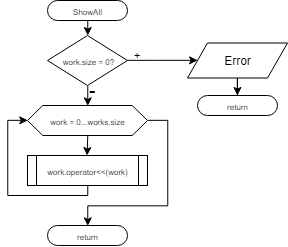 ShowAll
work.size = 0?
+
Error
-
return
work = 0...works.size
work.operator<<(work)
return